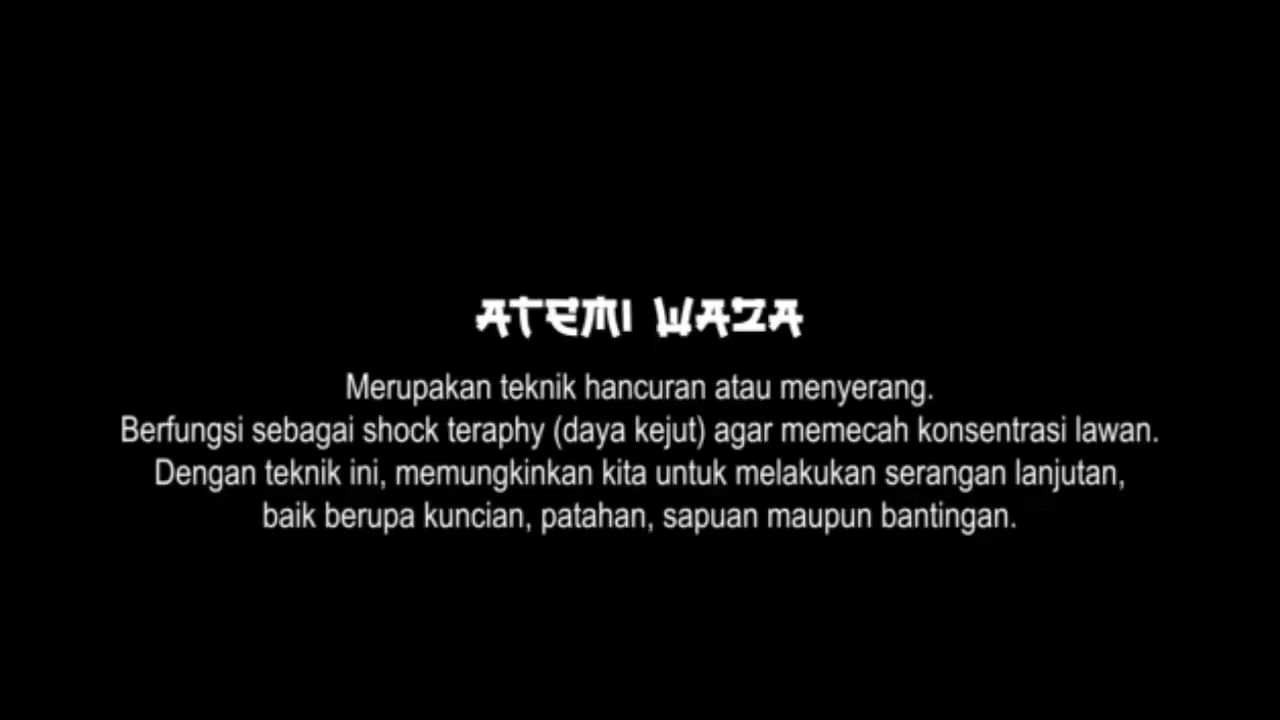 ATEMI WAZA
Merupakan teknik hancuran atau menyerang.
Berfungsi sebagai shock teraphy (daya kejut) agar memecah konsentrasi lawan.
Dengan teknik ini, memungkinkan kita untuk melakukan serangan lanjutan,
baik berupa kuncian, patahan, sapuan maupun bantingan.